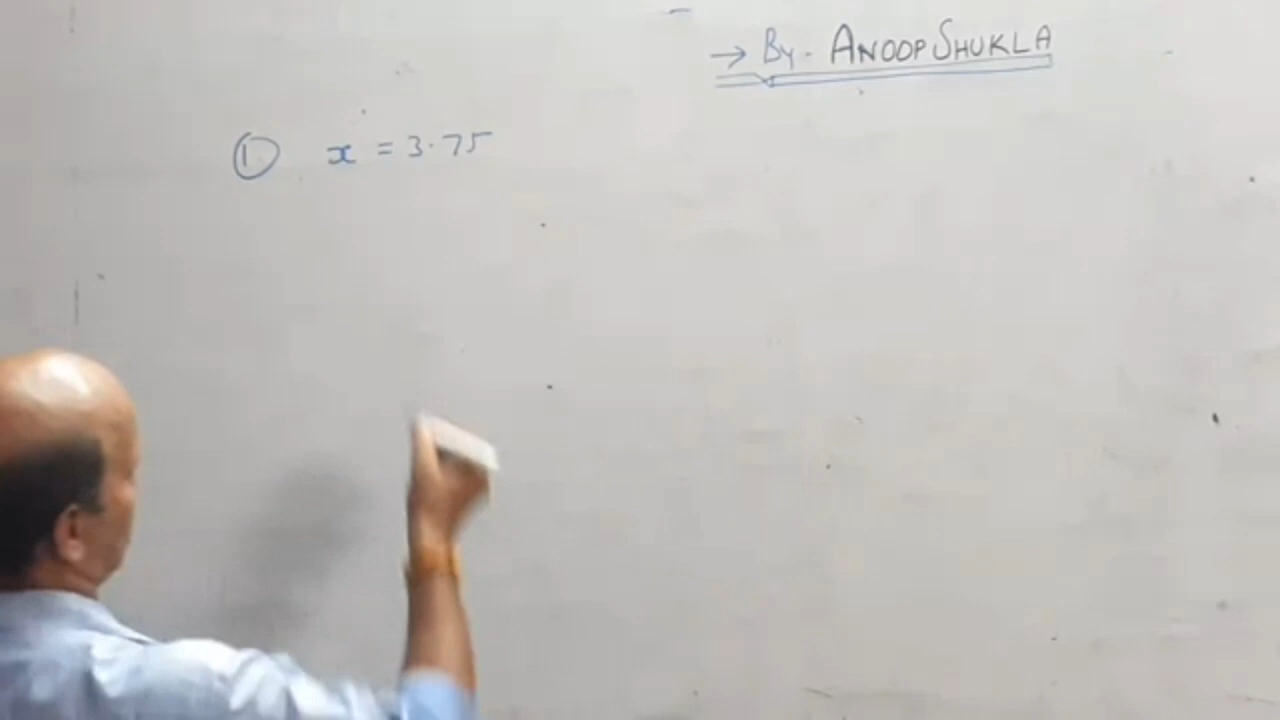 → By - ANOOP SHUKLA
① x = 3.75